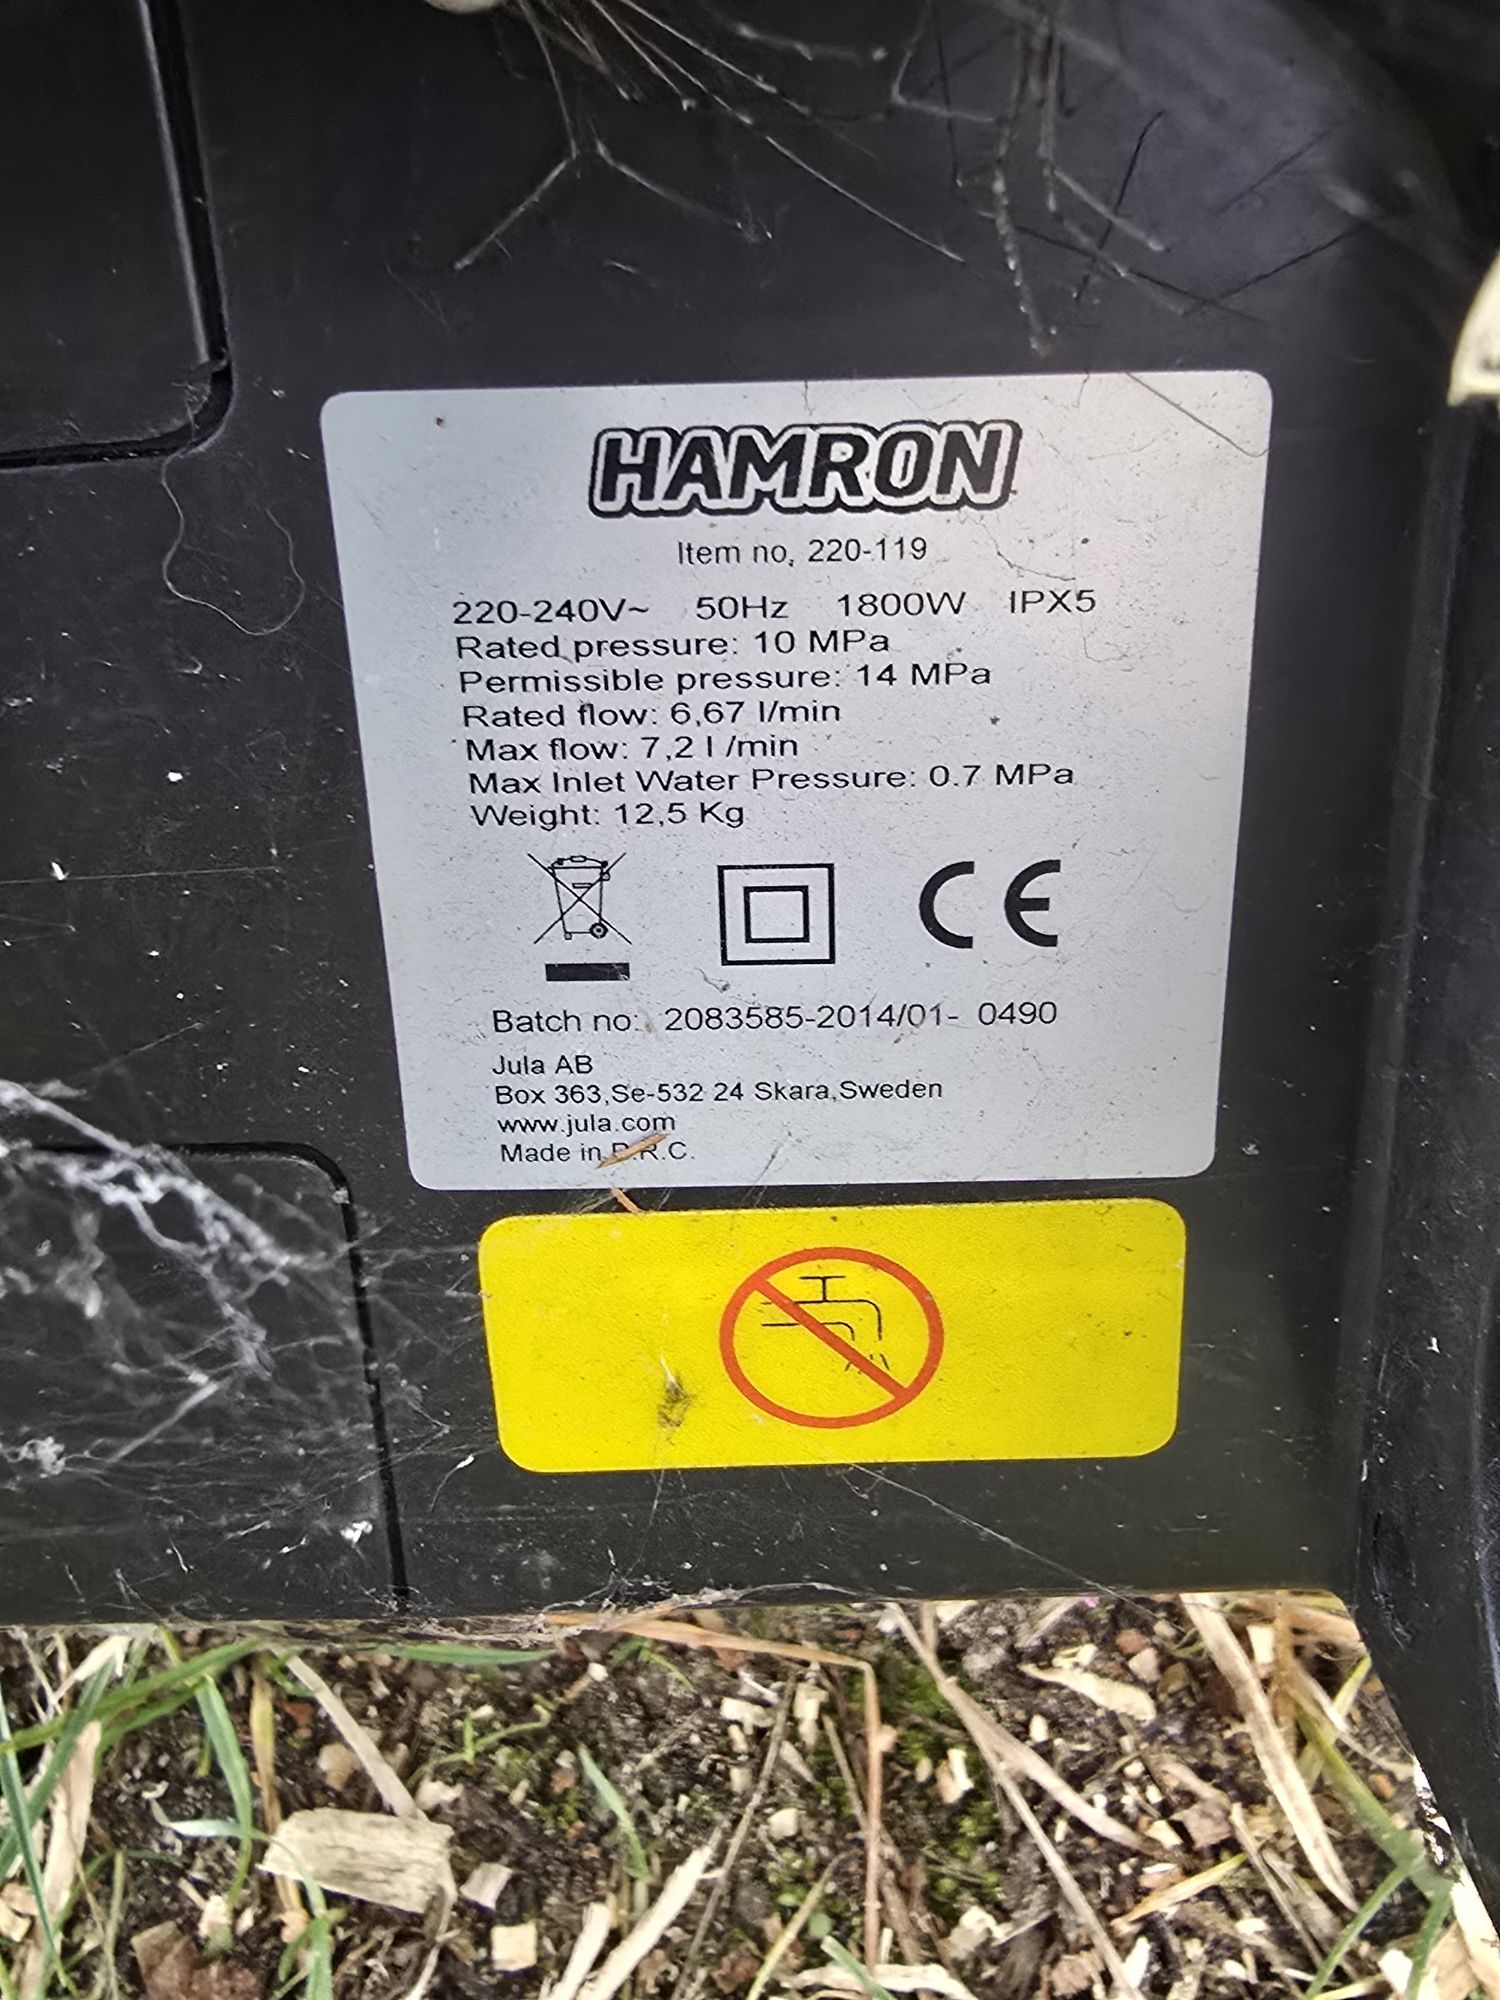 HAMRON
Item no. 220-119
220-240V~ 50Hz 1800W IPX5
Rated pressure: 10 MPa
Permissible pressure: 14 MPa
Rated flow: 6,67 l/min
Max flow: 7,2 l /min
Max Inlet Water Pressure: 0.7 MPa
Weight: 12,5 Kg
CE
Batch no: 2083585-2014/01- 0490
Jula AB
Box 363,Se-532 24 Skara,Sweden
www.jula.com
Made in P.R.C.